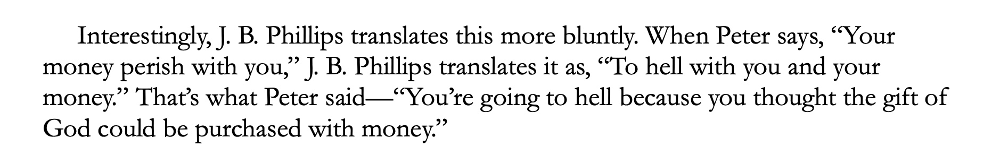 Interestingly, J. B. Phillips translates this more bluntly. When Peter says, “Your
money perish with you,” J. B. Phillips translates it as, “To hell with you and your
money.” That’s what Peter said—“You’re going to hell because you thought the gift of
God could be purchased with money.”